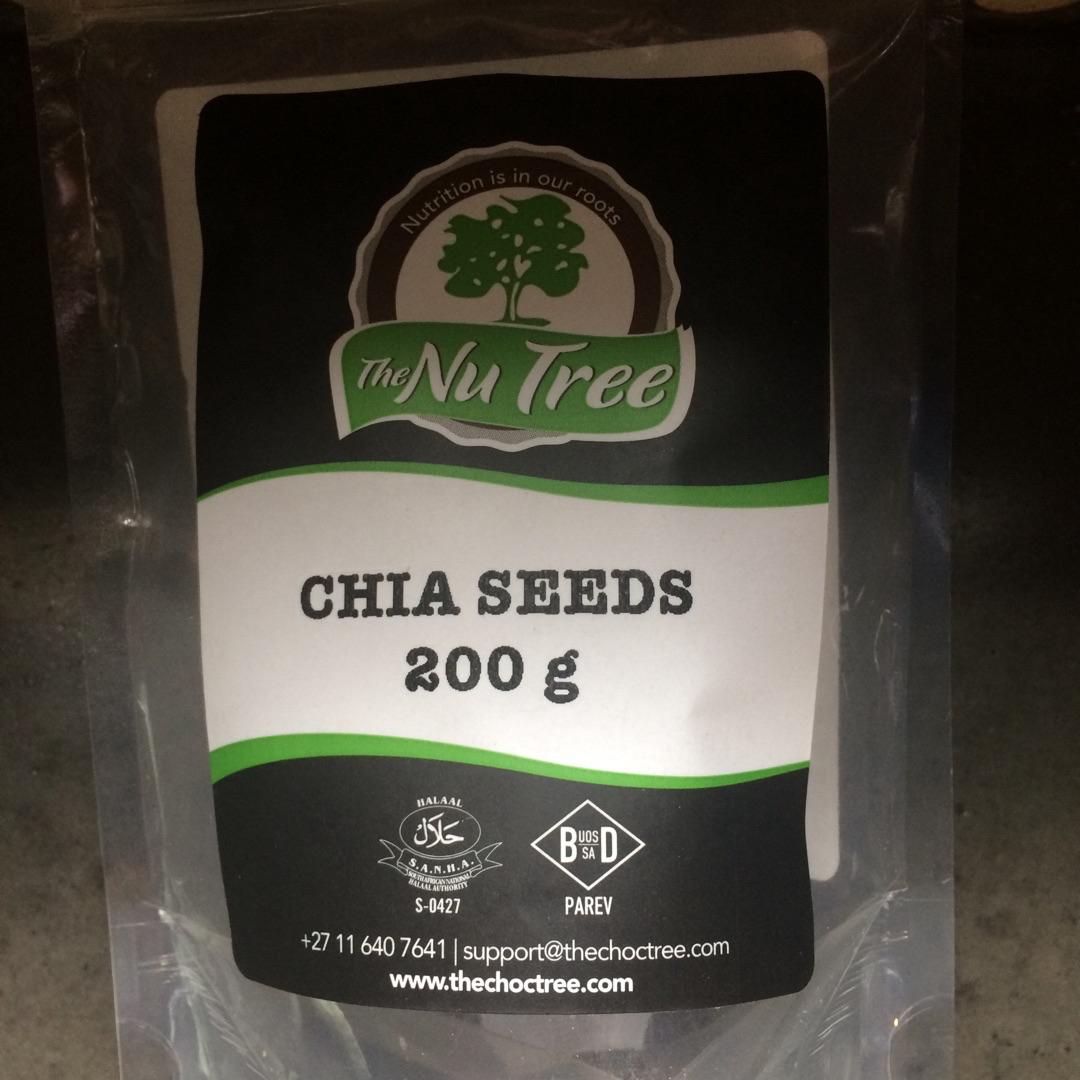 Nutrition is in our roots
The Nu Tree
CHIA SEEDS
200 g
HALAAL
حلال
S.A.N.H.A.
SOUTH AFRICAN NATIONAL
HALAAL AUTHORITY
S-0427
B UOS SA D
PAREV
+27 11 640 7641 | support@thechoctree.com
www.thechoctree.com